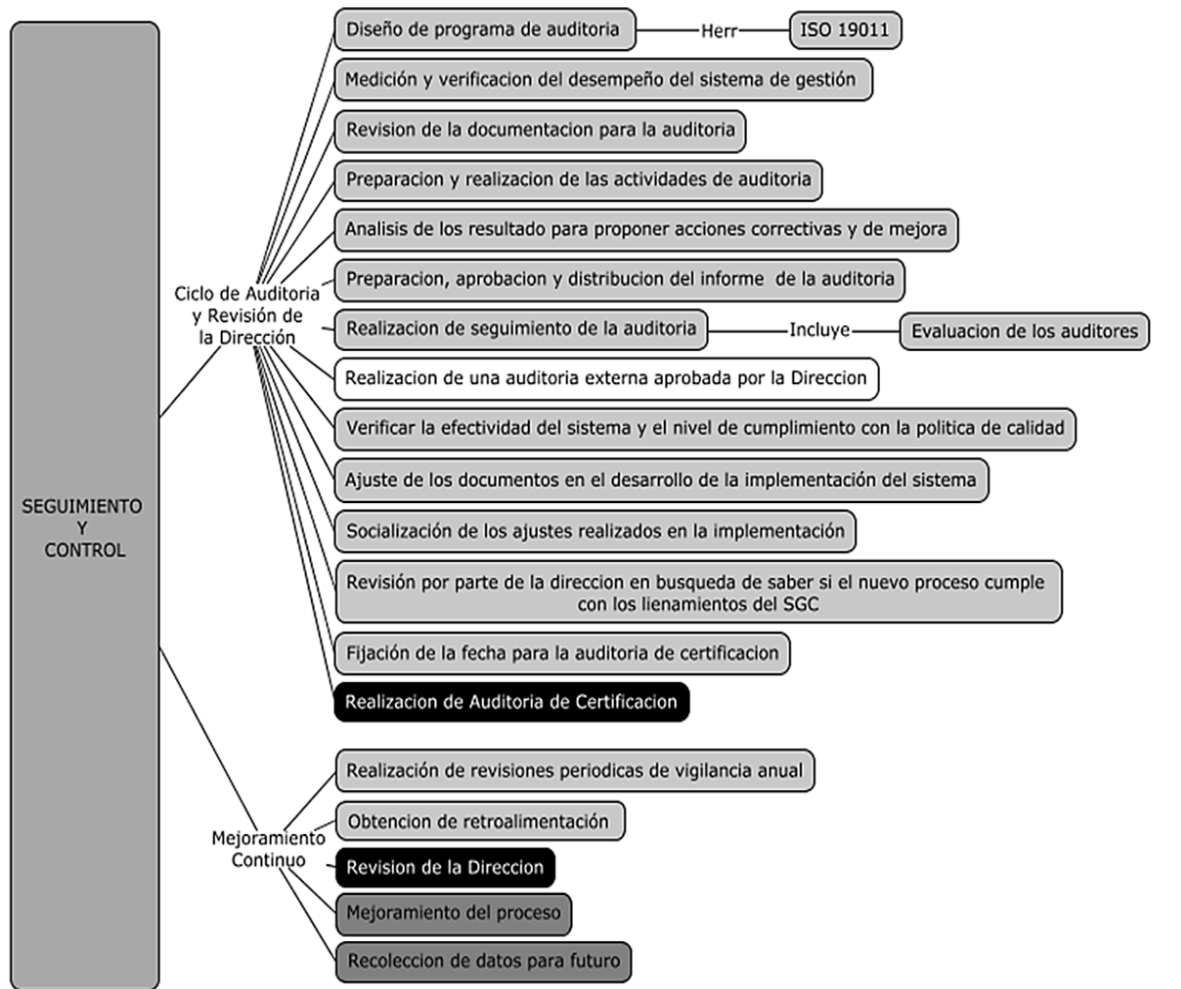 SEGUIMIENTO
Y
CONTROL
Ciclo de Auditoria
y Revisión de
la Dirección
Diseño de programa de auditoria
Herr
ISO 19011
Medición y verificacion del desempeño del sistema de gestión
Revision de la documentacion para la auditoria
Preparacion y realizacion de las actividades de auditoria
Analisis de los resultado para proponer acciones correctivas y de mejora
Preparacion, aprobacion y distribucion del informe de la auditoria
Realizacion de seguimiento de la auditoria
Incluye
Evaluacion de los auditores
Realizacion de una auditoria externa aprobada por la Direccion
Verificar la efectividad del sistema y el nivel de cumplimiento con la politica de calidad
Ajuste de los documentos en el desarrollo de la implementación del sistema
Socialización de los ajustes realizados en la implementación
Revisión por parte de la direccion en busqueda de saber si el nuevo proceso cumple
con los lienamientos del SGC
Fijación de la fecha para la auditoria de certificacion
Realizacion de Auditoria de Certificacion
Mejoramiento
Continuo
Realización de revisiones periodicas de vigilancia anual
Obtencion de retroalimentación
Revision de la Direccion
Mejoramiento del proceso
Recoleccion de datos para futuro